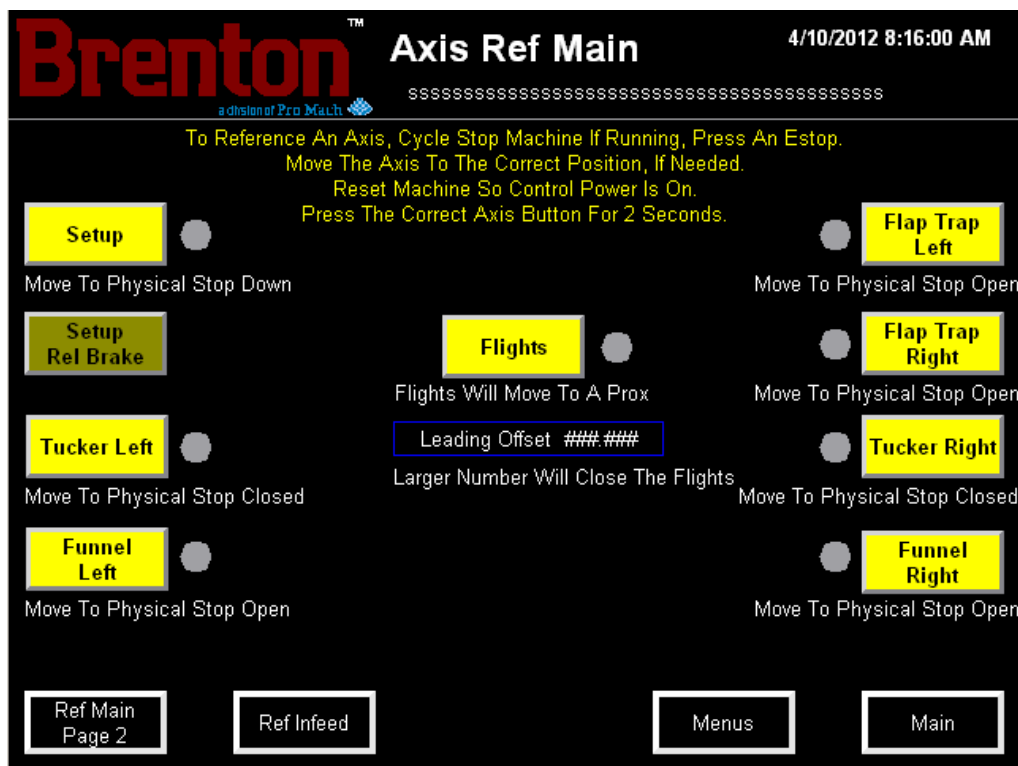 Brenton™
a division of Pro Mach
Axis Ref Main
4/10/2012 8:16:00 AM
sssssssssssssssssssssssssssssssssssssssssss
To Reference An Axis, Cycle Stop Machine If Running, Press An Estop.
Move The Axis To The Correct Position, If Needed.
Reset Machine So Control Power Is On.
Press The Correct Axis Button For 2 Seconds.
Setup
Move To Physical Stop Down
Flap Trap
Left
Move To Physical Stop Open
Setup
Rel Brake
Flights
Flights Will Move To A Prox
Flap Trap
Right
Move To Physical Stop Open
Tucker Left
Move To Physical Stop Closed
Leading Offset ###.###
Larger Number Will Close The Flights
Tucker Right
Move To Physical Stop Closed
Funnel
Left
Move To Physical Stop Open
Funnel
Right
Move To Physical Stop Open
Ref Main
Page 2
Ref Infeed
Menus
Main